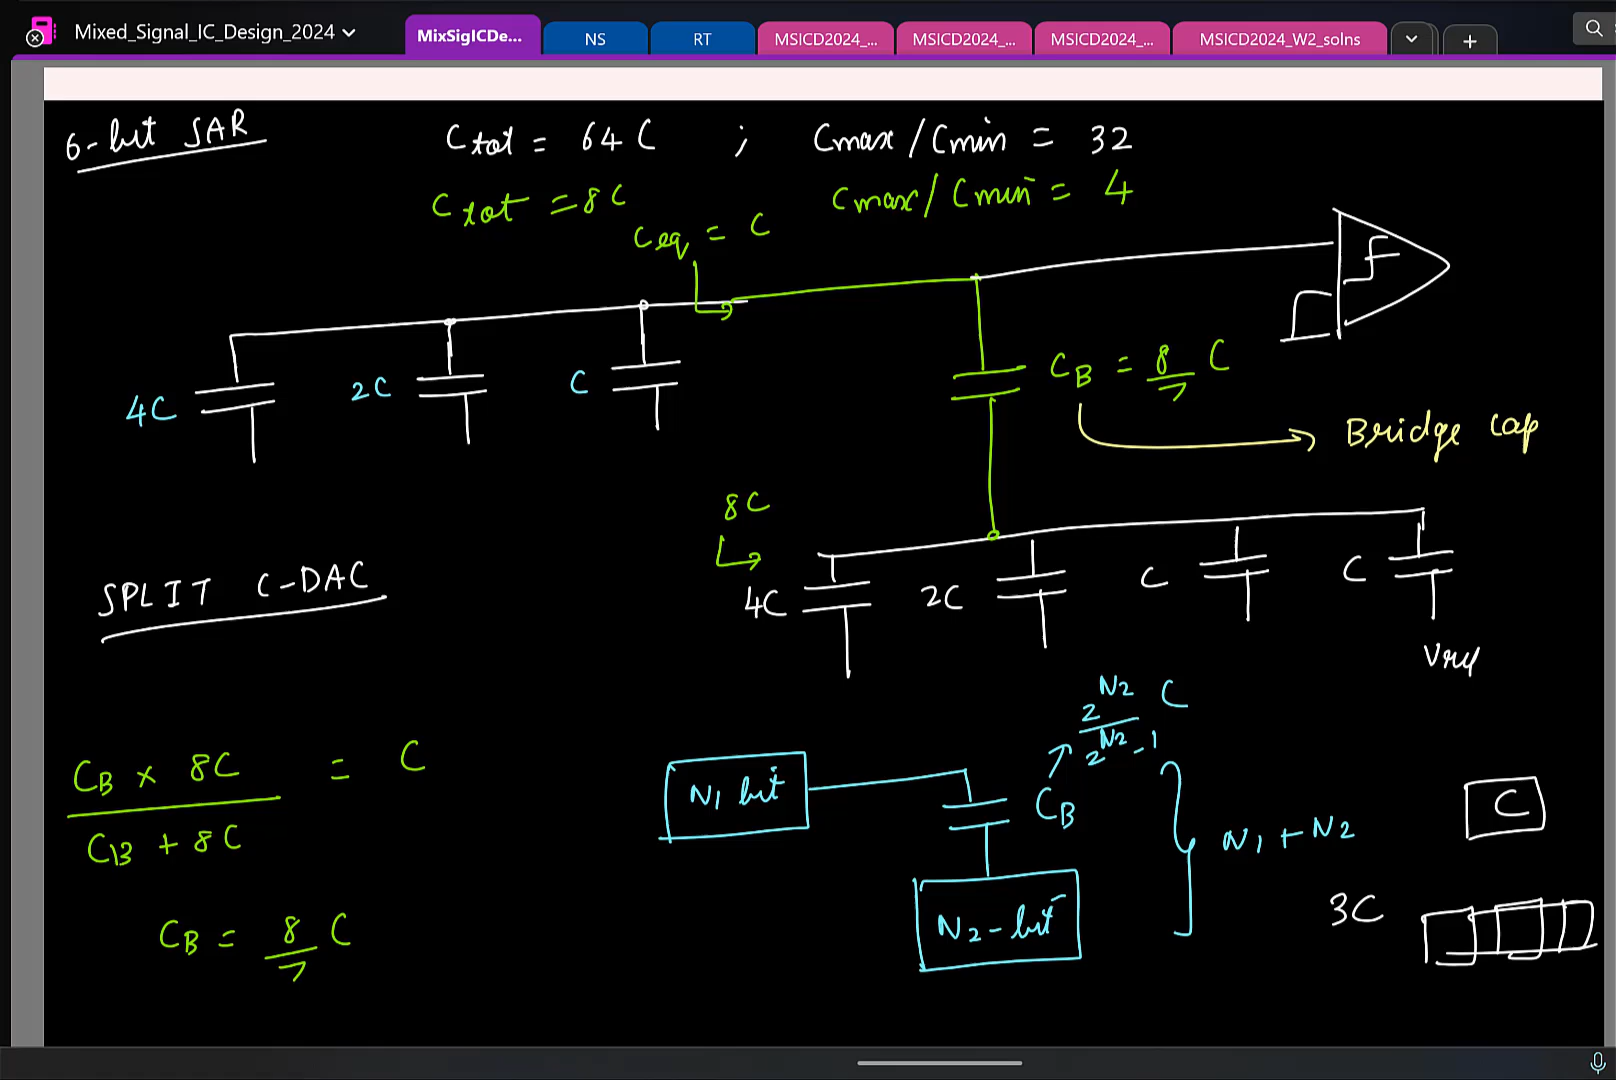 Mixed_Signal_IC_Design_2024
MixSigICDe...
NS
RT
MSICD2024_...
MSICD2024_...
MSICD2024_...
MSICD2024_W2_solns
6-bit SAR
Ctot = 64C ; Cmax/Cmin = 32
Ctot = 8C Cmax/Cmin = 4
Ceq = C
4C
2C
C
CB = 8/7 C
Bridge cap
8C
4C
2C
C
C
Vref
SPLIT C-DAC
CB x 8C / CB + 8C = C
CB = 8/7 C
N1 bit
CB
2^N2 / 2^N2 - 1 C
N2-bit
N1 + N2
C
3C